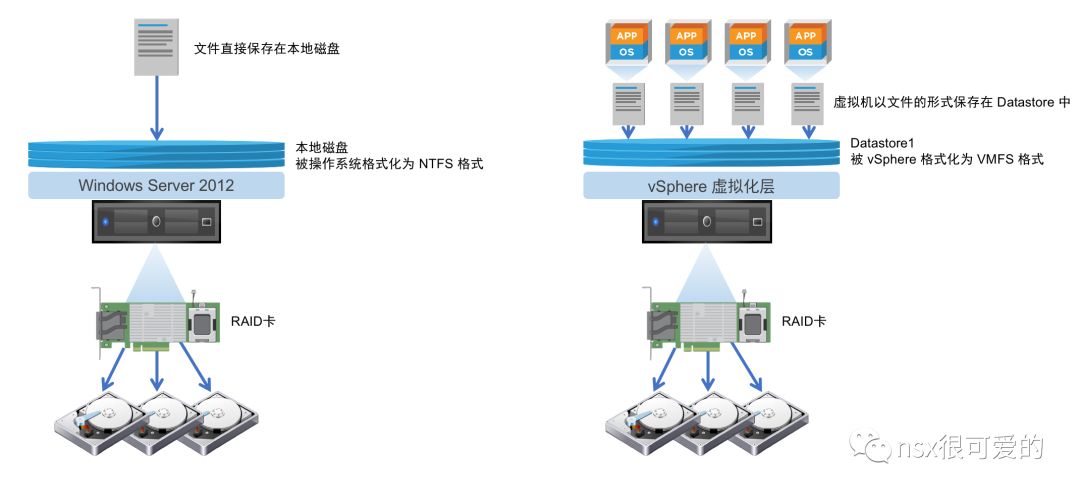 文件直接保存在本地磁盘
本地磁盘
被操作系统格式化为 NTFS 格式
Windows Server 2012
RAID卡
APP APP APP APP
OS OS OS OS
虚拟机以文件的形式保存在 Datastore 中
Datastore1
被 vSphere 格式化为 VMFS 格式
vSphere 虚拟化层
RAID卡
nsx很可爱的